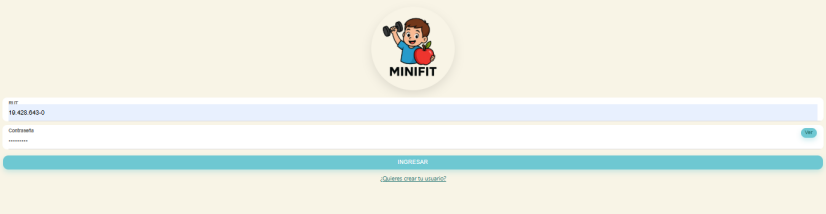 MINIFIT
RUT
19.428.643-0
Contraseña
Ver
INGRESAR
¿Quieres crear tu usuario?